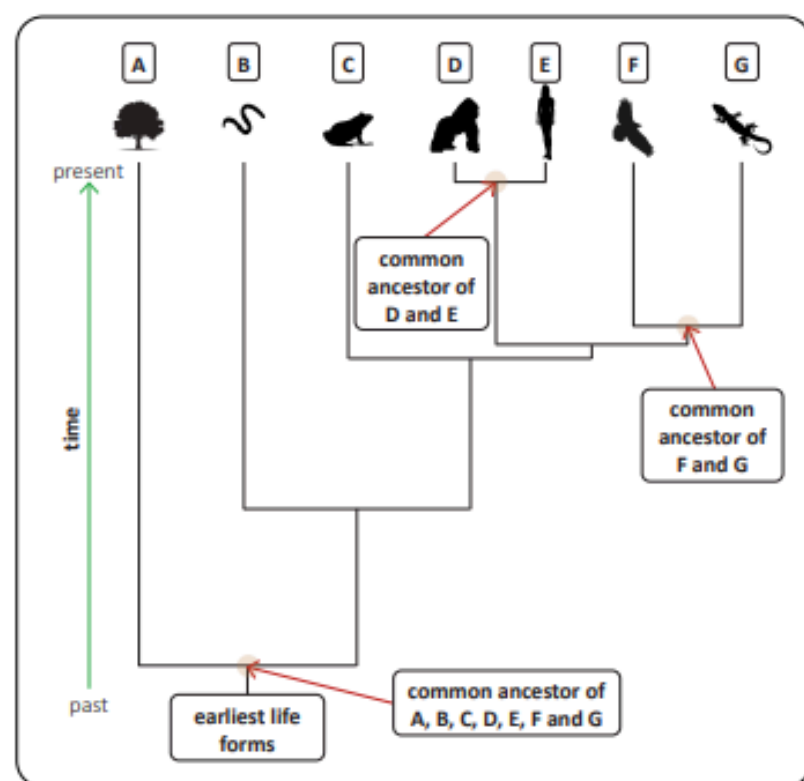 A B C D E F G
present
common
ancestor of
D and E
common
ancestor of
F and G
time
past
earliest life
forms
common ancestor of
A, B, C, D, E, F and G